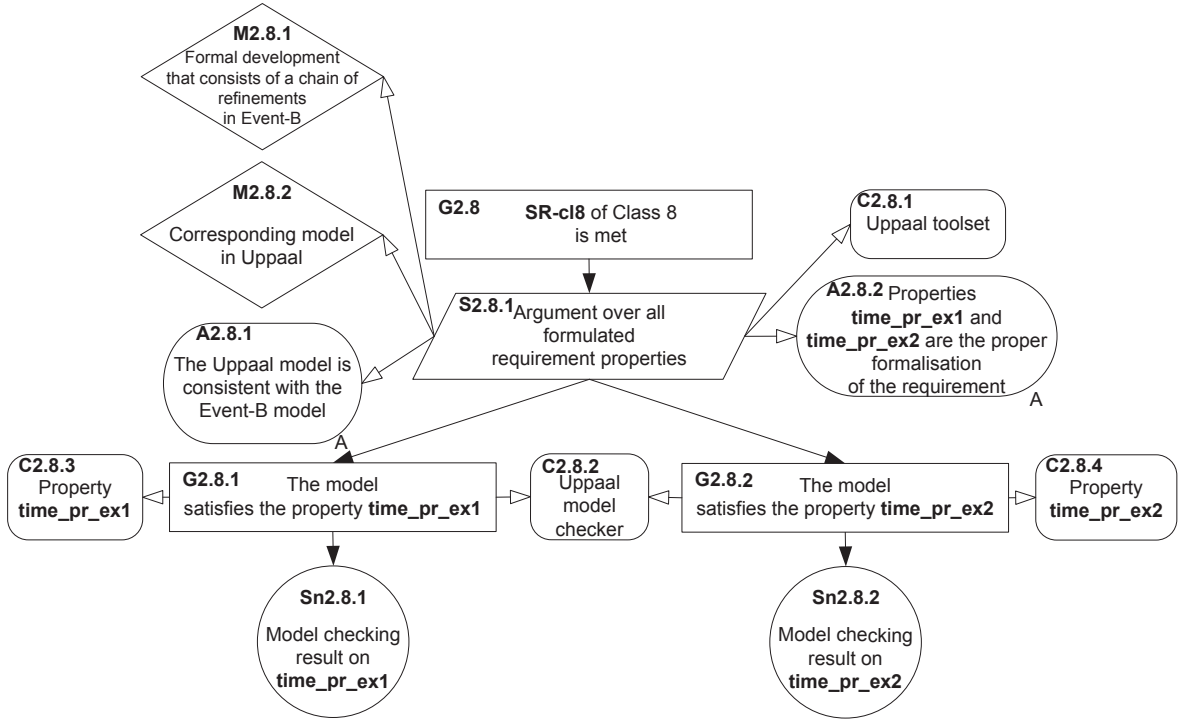 M2.8.1
Formal development
that consists of a chain of
refinements
in Event-B
M2.8.2
Corresponding model
in Uppaal
G2.8 SR-cl8 of Class 8
is met
C2.8.1
Uppaal toolset
S2.8.1 Argument over all
formulated
requirement properties
A2.8.2 Properties
time_pr_ex1 and
time_pr_ex2 are the proper
formalisation
of the requirement
A
A2.8.1
The Uppaal model is
consistent with the
Event-B model
A
C2.8.3
Property
time_pr_ex1
G2.8.1 The model
satisfies the property time_pr_ex1
C2.8.2
Uppaal
model
checker
G2.8.2 The model
satisfies the property time_pr_ex2
C2.8.4
Property
time_pr_ex2
Sn2.8.1
Model checking
result on
time_pr_ex1
Sn2.8.2
Model checking
result on
time_pr_ex2